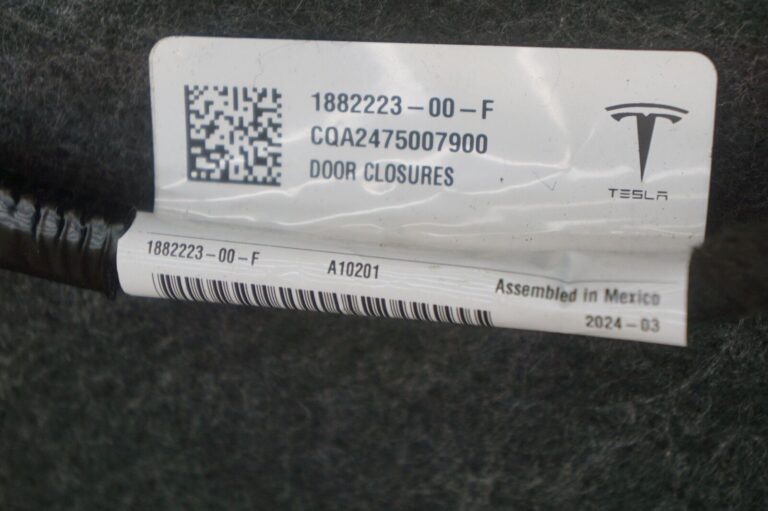 1882223-00-F
CQA2475007900
DOOR CLOSURES
TESLA
1882223-00-F A10201 Assembled in Mexico
2024-03